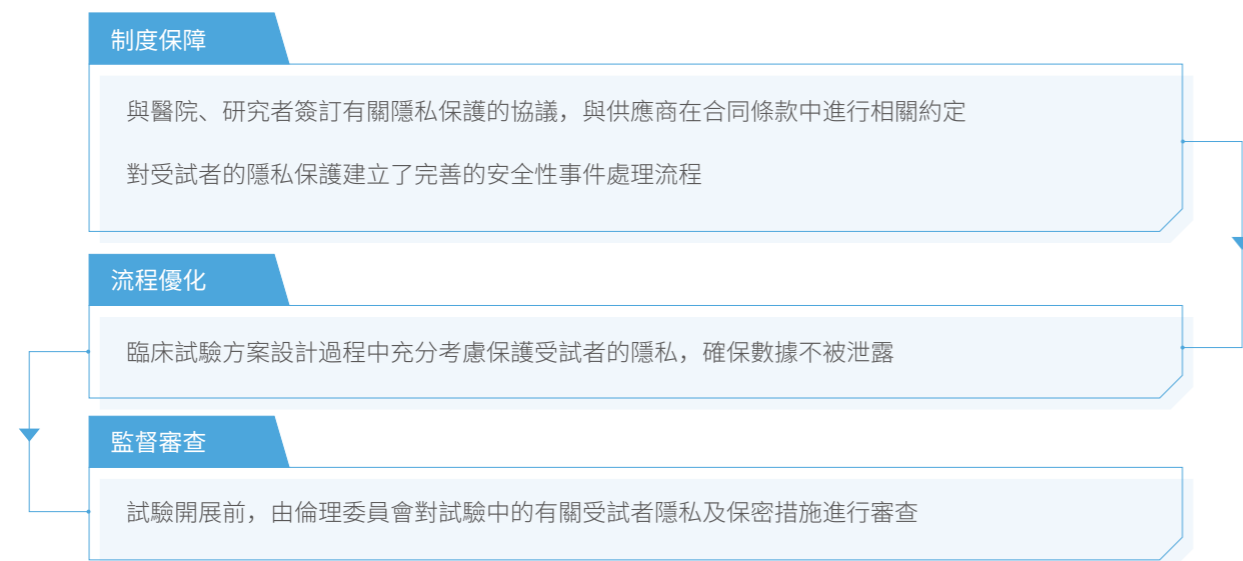 制度保障
與醫院、研究者簽訂有關隱私保護的協議，與供應商在合同條款中進行相關約定
對受試者的隱私保護建立了完善的安全性事件處理流程
流程優化
臨床試驗方案設計過程中充分考慮保護受試者的隱私，確保數據不被泄露
監督審查
試驗開展前，由倫理委員會對試驗中的有關受試者隱私及保密措施進行審查